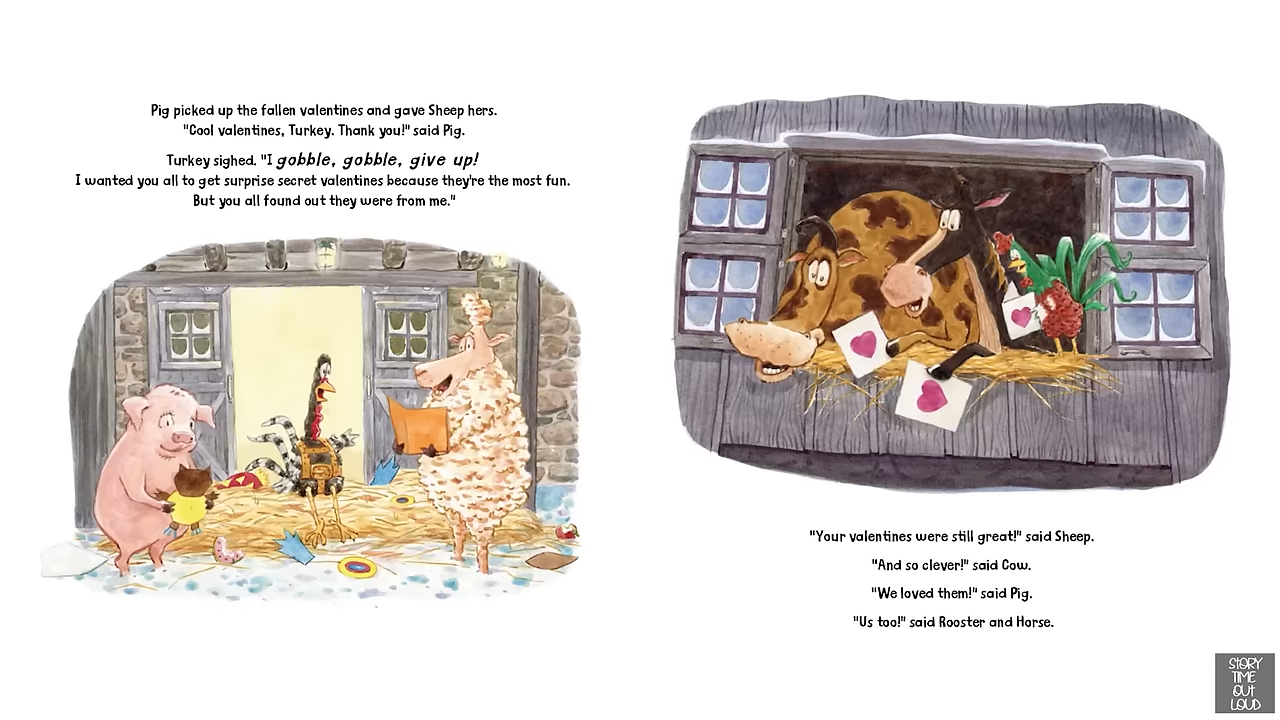 Pig picked up the fallen valentines and gave Sheep hers.
"Cool valentines, Turkey. Thank you!" said Pig.
Turkey sighed. "I gobble, gobble, give up!
I wanted you all to get surprise secret valentines because they're the most fun.
But you all found out they were from me."
"Your valentines were still great!" said Sheep.
"And so clever!" said Cow.
"We loved them!" said Pig.
"Us too!" said Rooster and Horse.
STORY
TIME
OUT
LOUD